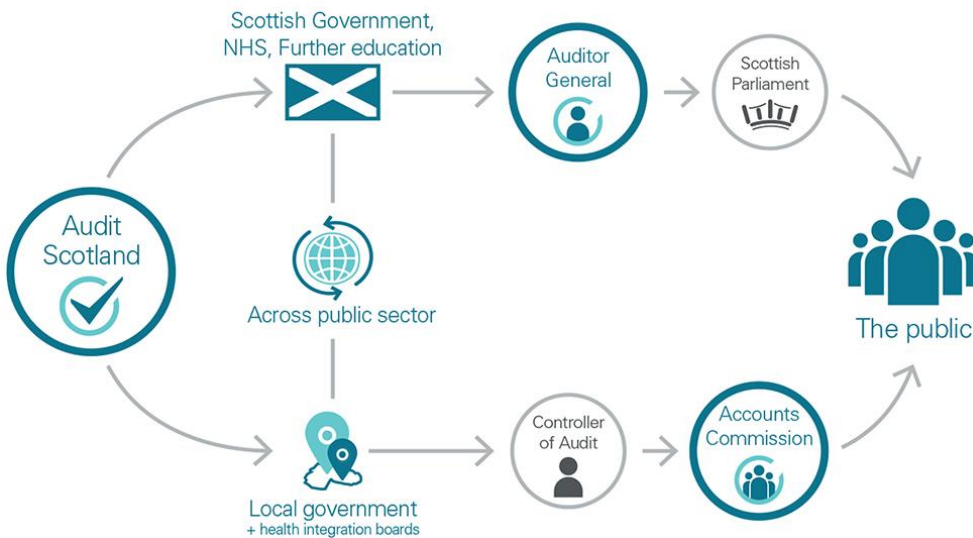 Scottish Government,
NHS, Further education
Auditor
General
Scottish
Parliament
Audit
Scotland
Across public sector
The public
Controller
of Audit
Accounts
Commission
Local government
+ health integration boards